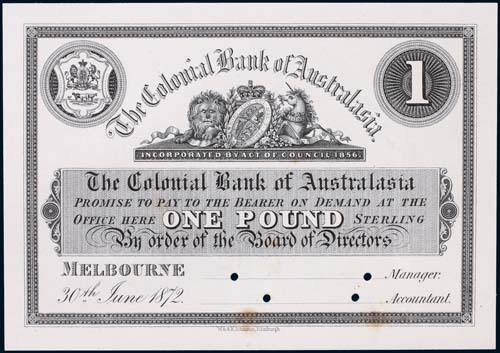 The Colonial Bank of Australasia
1
INCORPORATED BY ACT OF COUNCIL 1856.
The Colonial Bank of Australasia
PROMISE TO PAY TO THE BEARER ON DEMAND AT THE
OFFICE HERE ONE POUND STERLING
By order of the Board of Directors
MELBOURNE Manager.
30th June 1872. Accountant.
Edinburgh